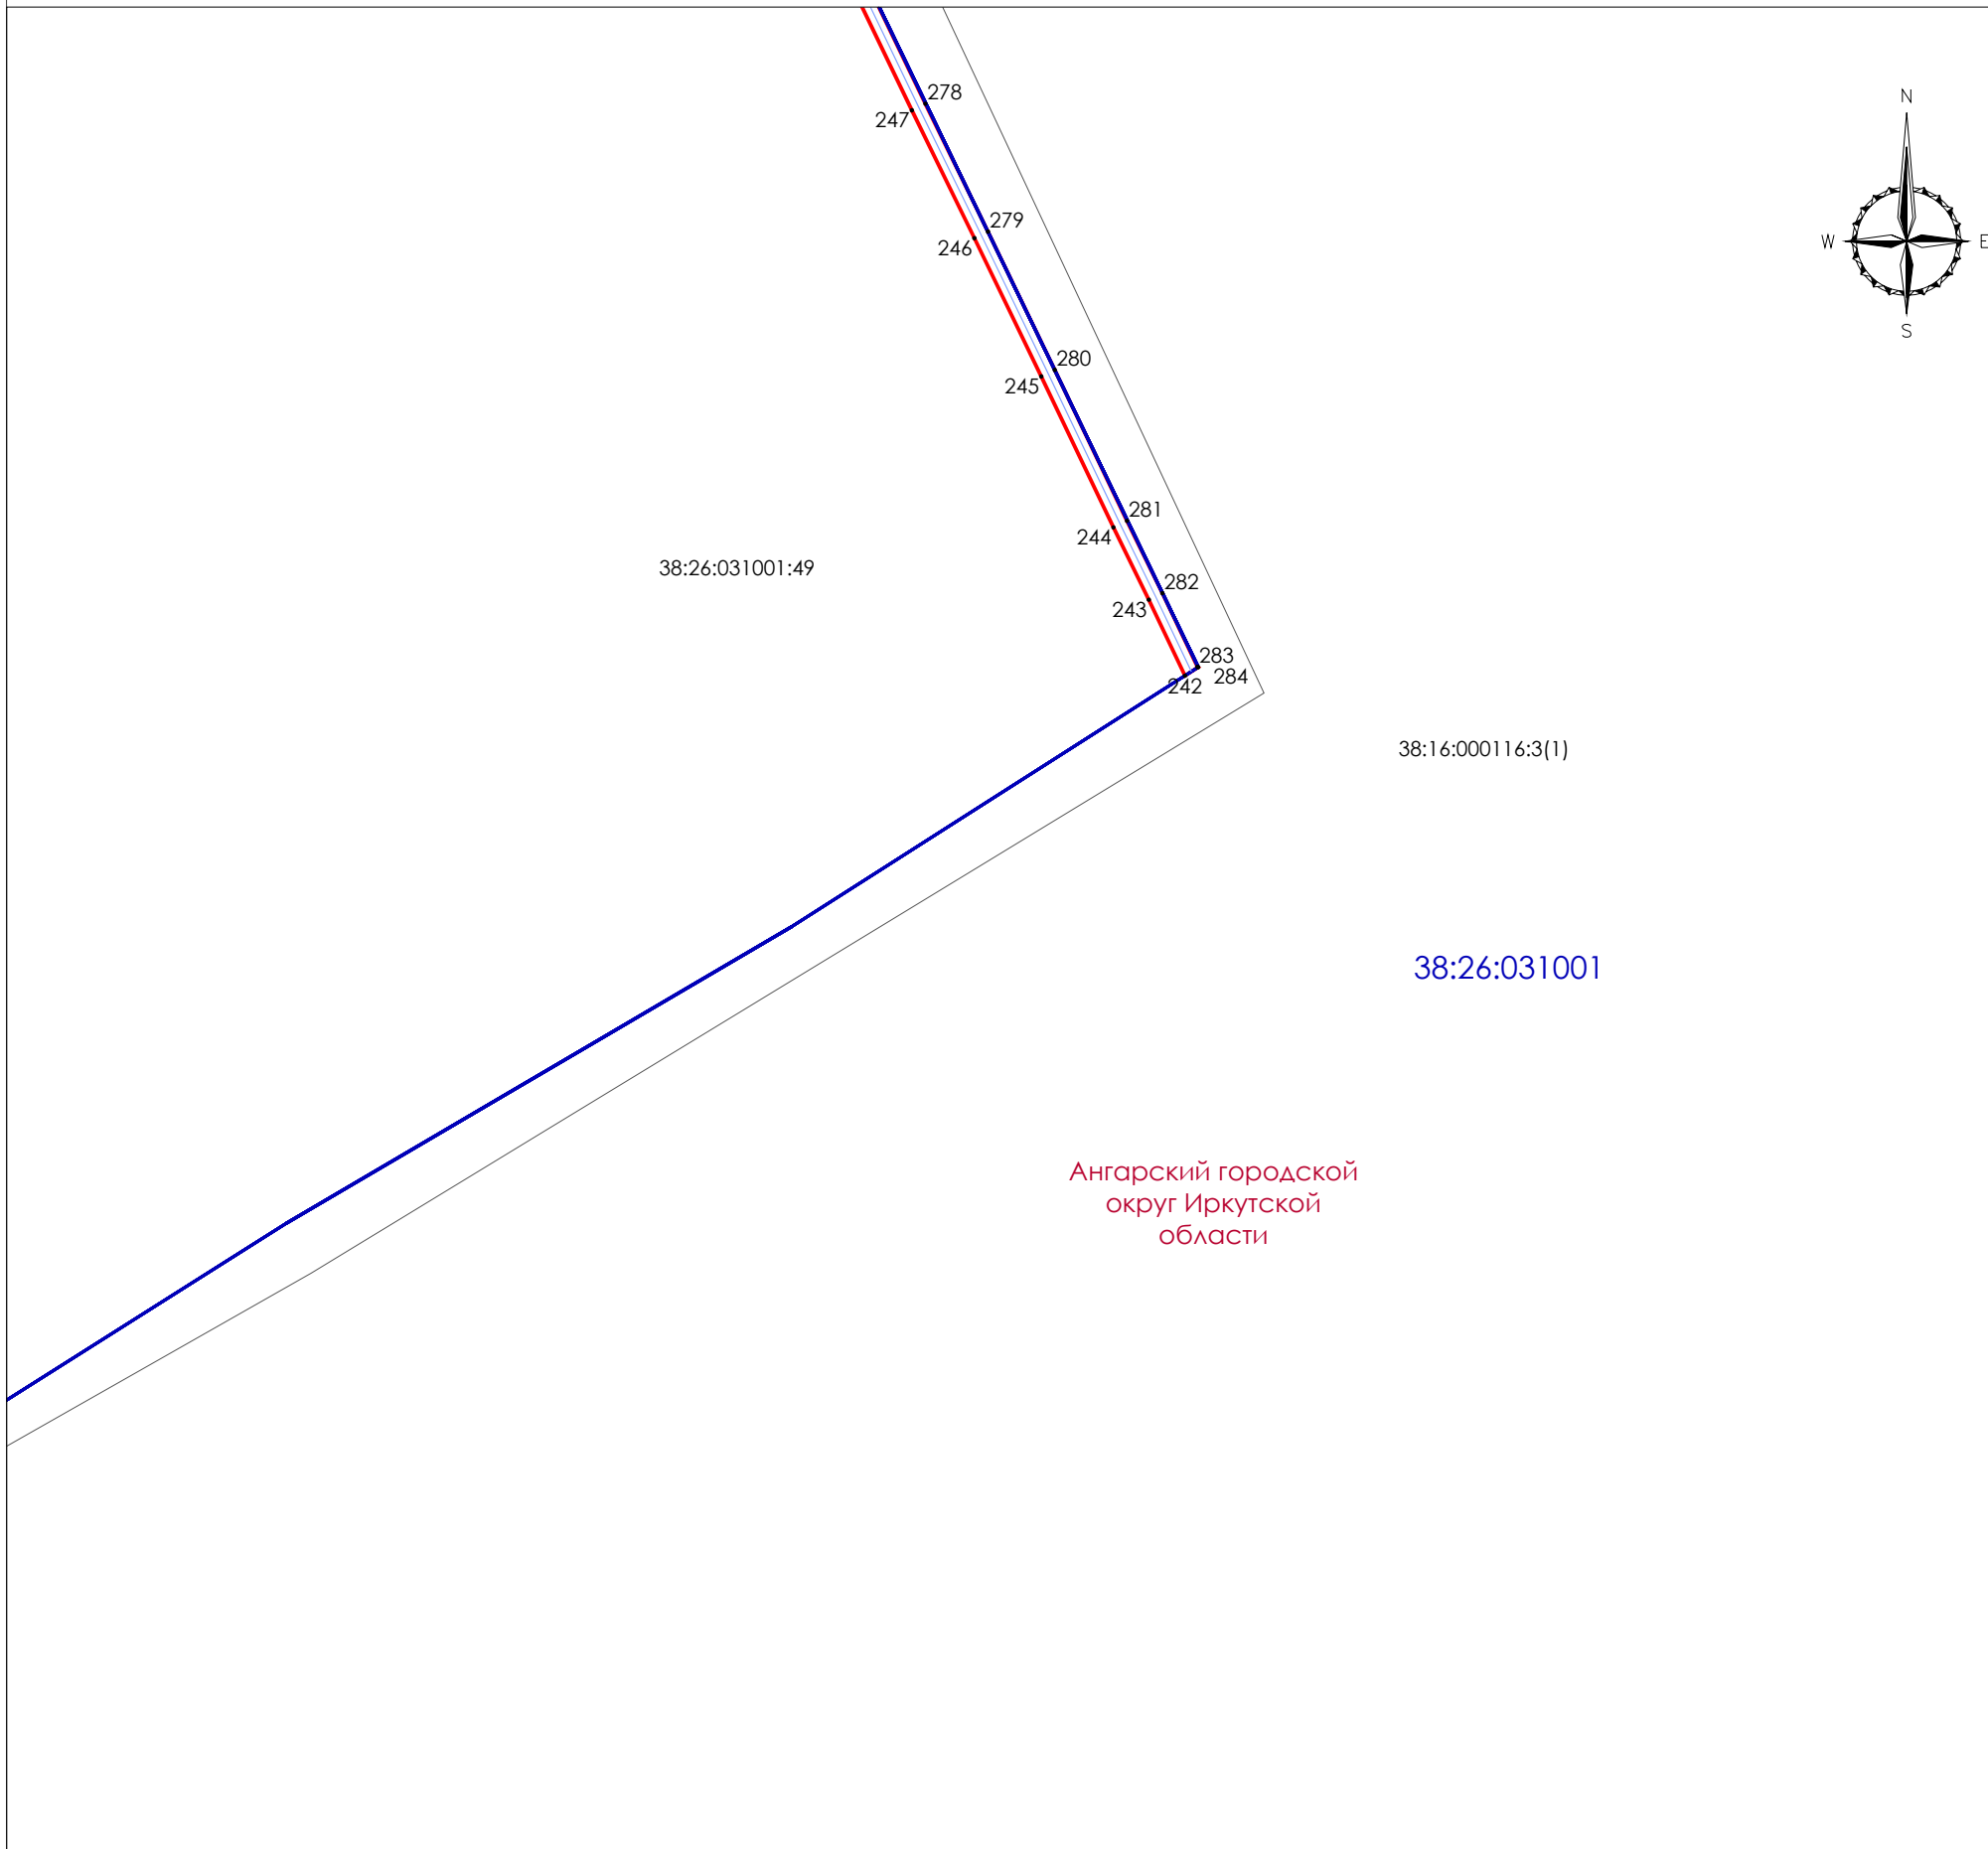 278
N
247
279
W
E
246
S
280
245
281
244
38:26:031001:49
282
243
283
284
242
38:16:000116:3(1)
38:26:031001
Ангарский городской
округ Иркутской
области